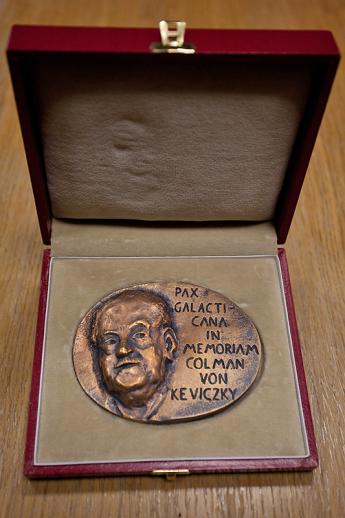 PAX
GALACTI-
CANA
IN
MEMORIAM
COLMAN
VON
KEVICZKY